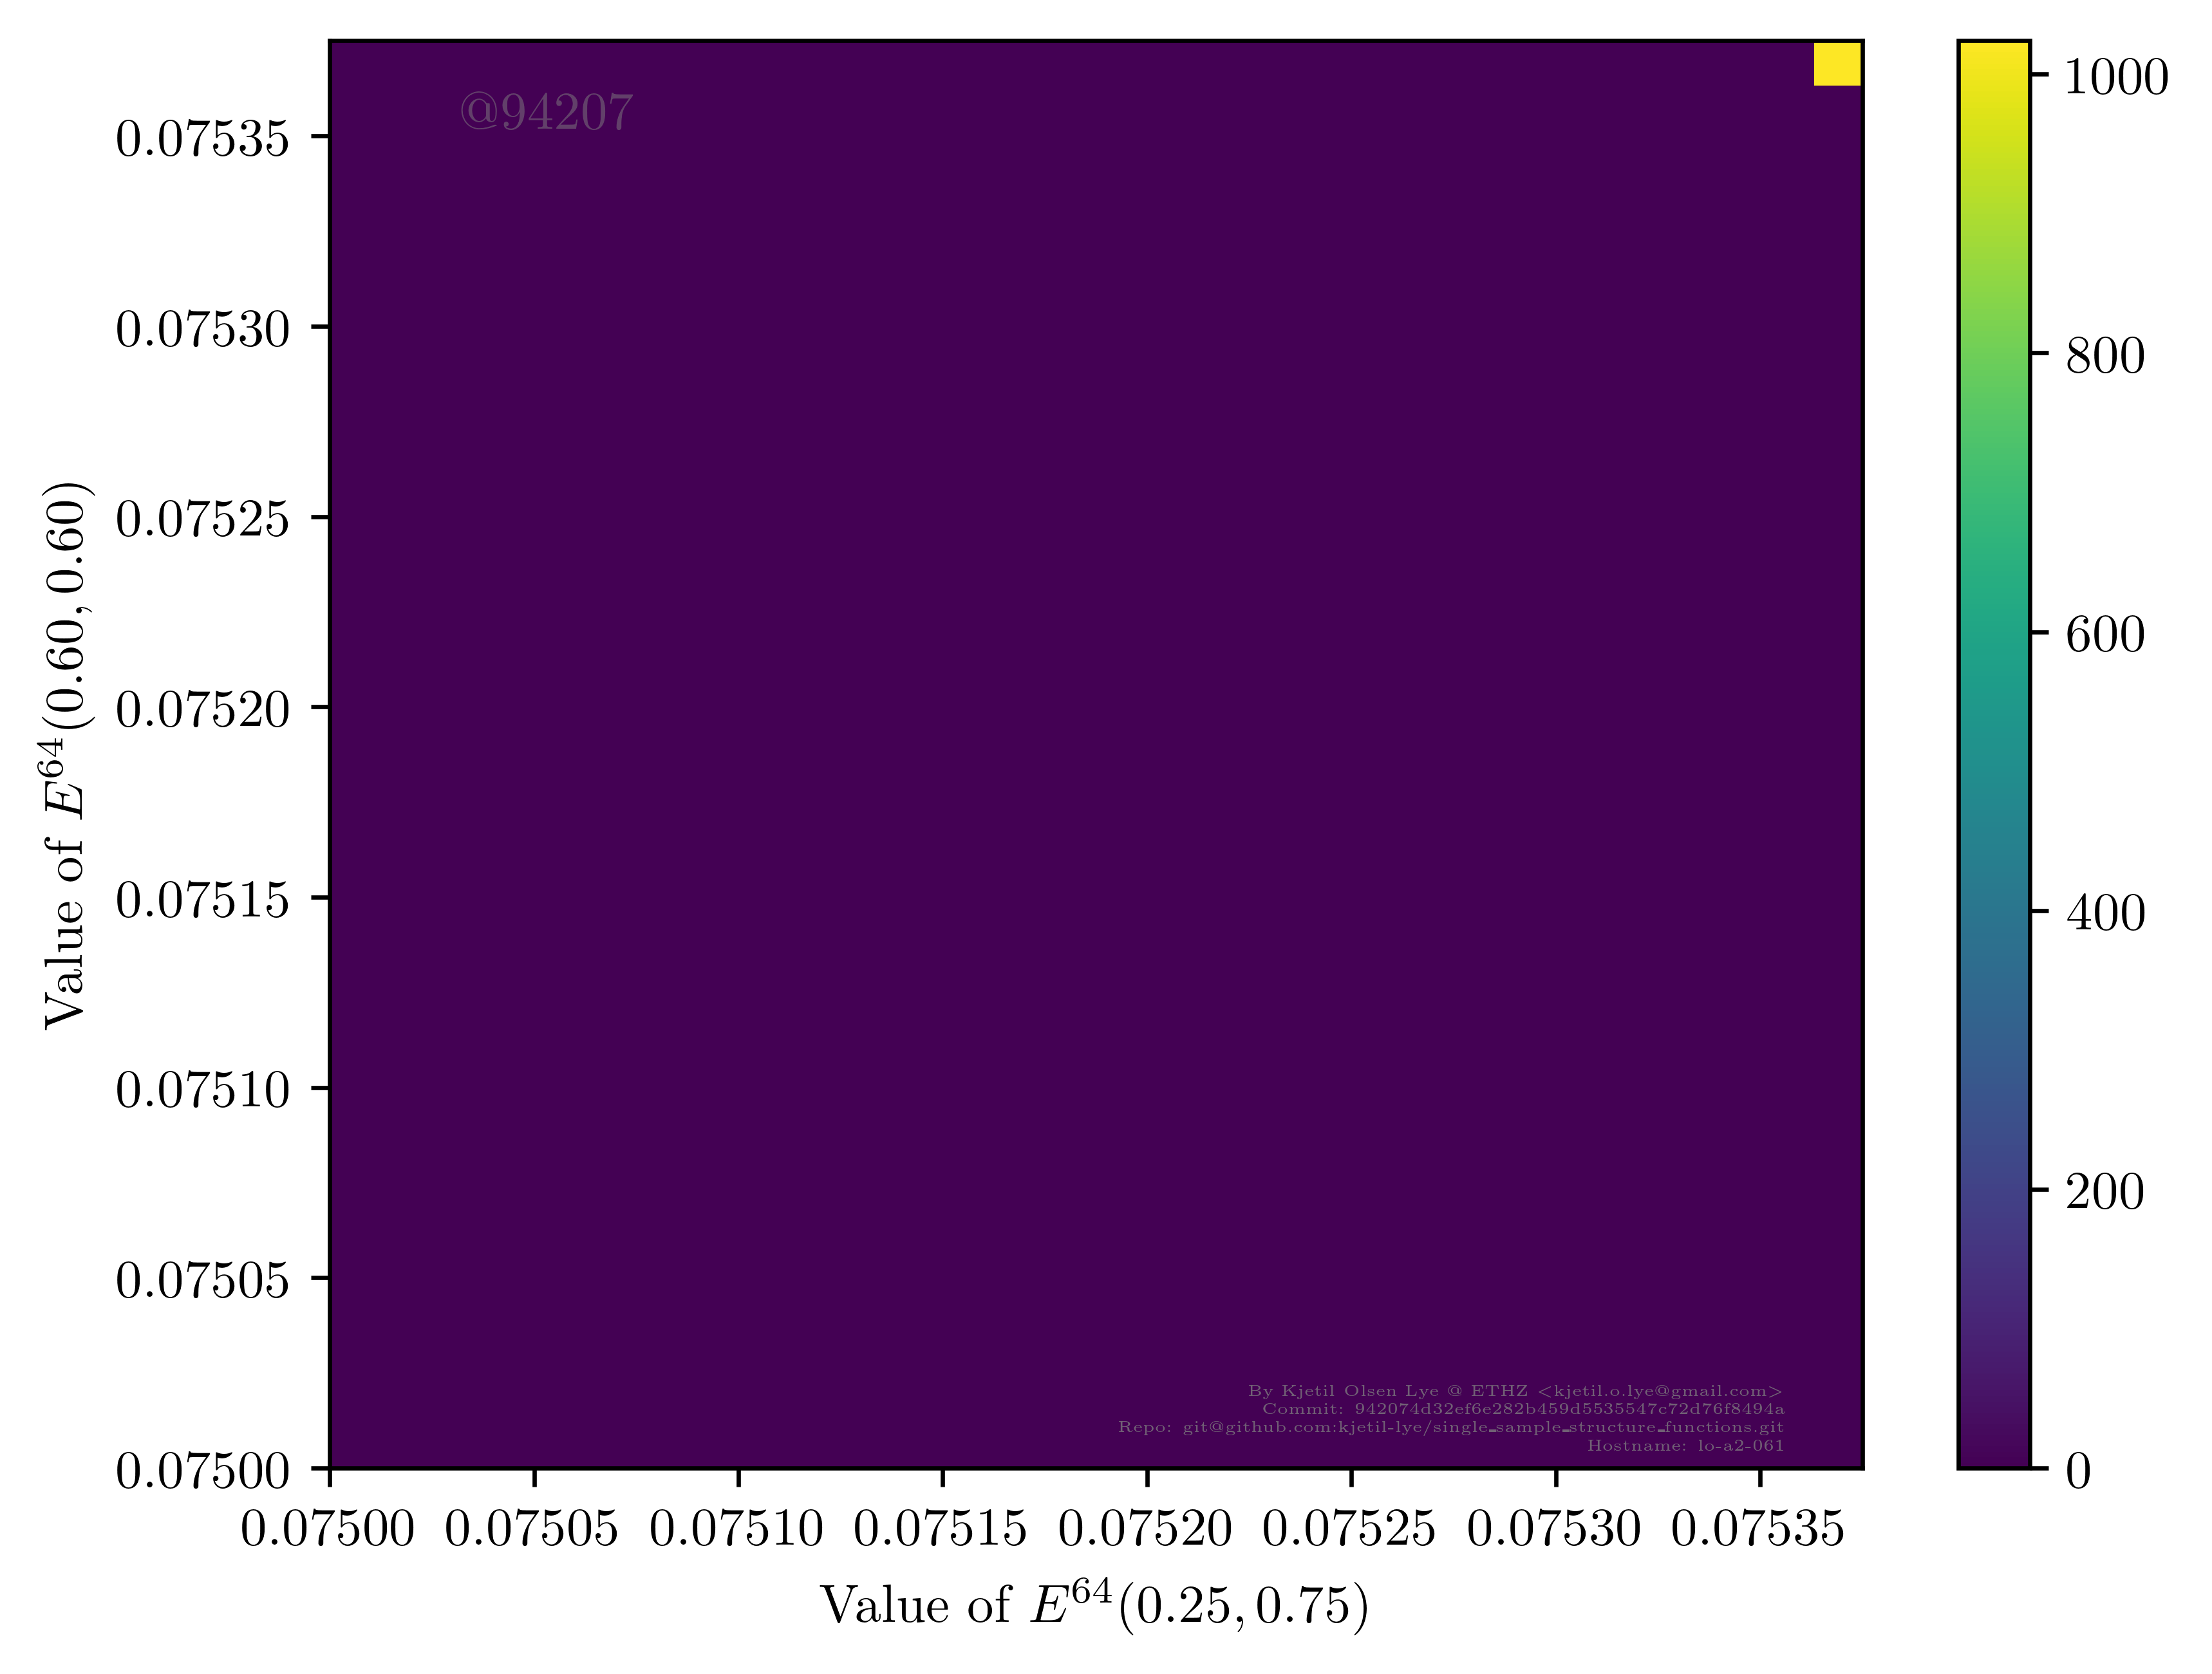 @94207
0.07535
0.07530
0.07525
0.07520
0.07515
0.07510
0.07505
0.07500
Value of E^64(0.60, 0.60)
0.07500 0.07505 0.07510 0.07515 0.07520 0.07525 0.07530 0.07535
Value of E^64(0.25, 0.75)
1000
800
600
400
200
0
By Kjetil Olsen Lye @ ETHZ <kjetil.o.lye@gmail.com>
Commit: 942074d32ef6e282b459d5535547c72d76f8494a
Repo: git@github.com:kjetil-lye/single_sample_structure_functions.git
Hostname: lo-a2-061